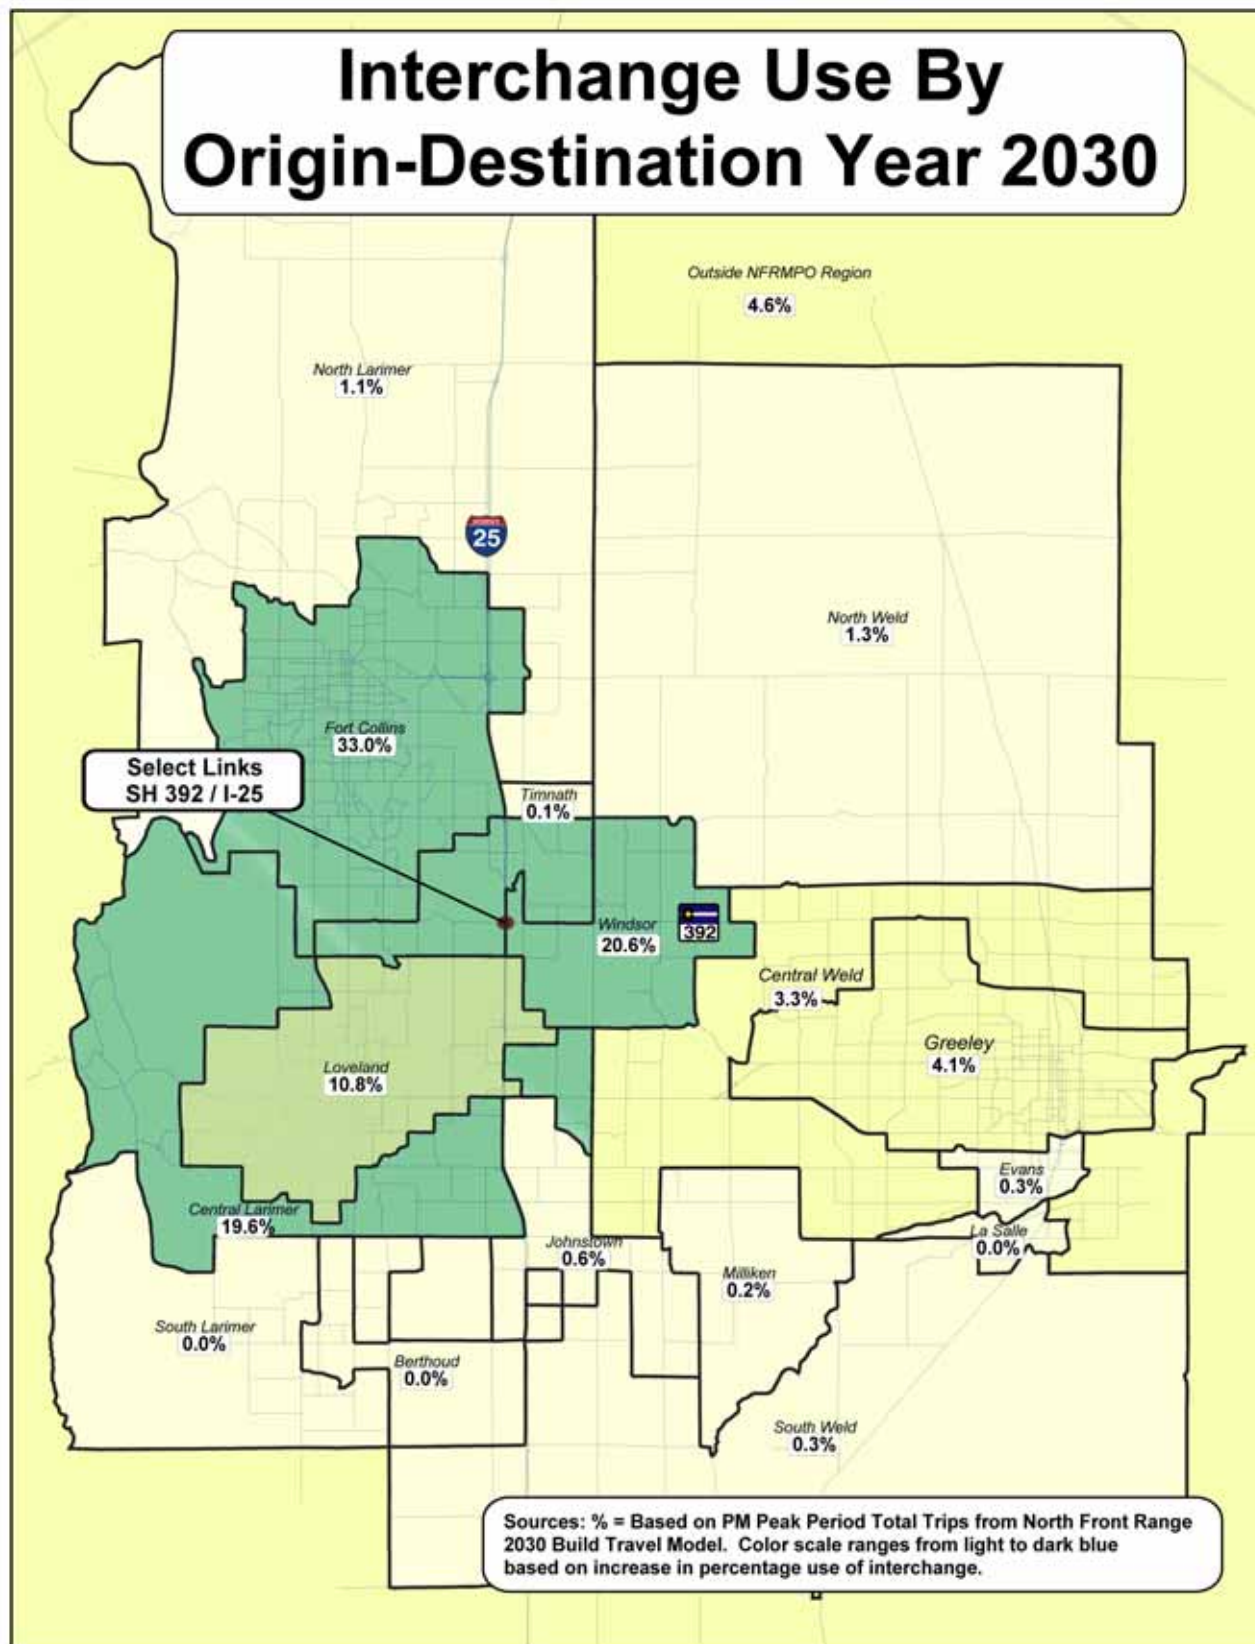 Interchange Use By
Origin-Destination Year 2030
Outside NFRMPO Region
4.6%
North Larimer
1.1%
25
North Weld
1.3%
Fort Collins
33.0%
Select Links
SH 392 / I-25
Timnath
0.1%
Windsor
20.6%
392
Central Weld
3.3%
Greeley
4.1%
Loveland
10.8%
Evans
0.3%
Central Larimer
19.6%
La Salle
0.0%
Johnstown
0.6%
Milliken
0.2%
South Larimer
0.0%
Berthoud
0.0%
South Weld
0.3%
Sources: % = Based on PM Peak Period Total Trips from North Front Range
2030 Build Travel Model. Color scale ranges from light to dark blue
based on increase in percentage use of interchange.